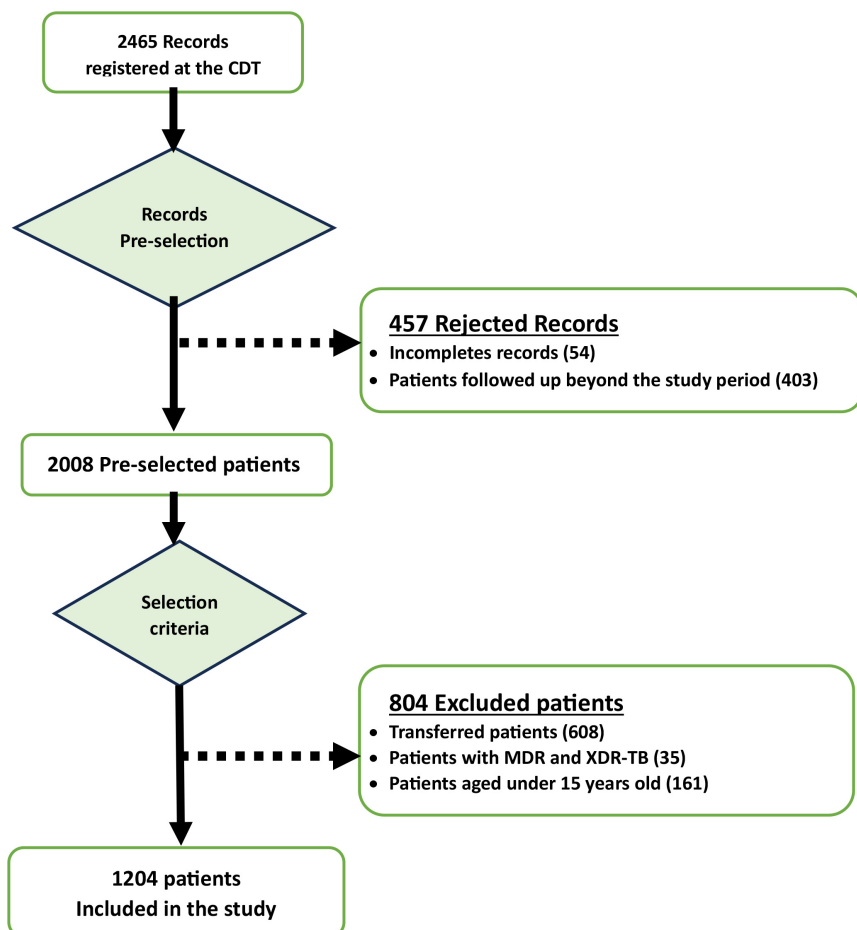 2465 Records
registered at the CDT
Records
Pre-selection
457 Rejected Records
• Incompletes records (54)
• Patients followed up beyond the study period (403)
2008 Pre-selected patients
Selection
criteria
804 Excluded patients
• Transferred patients (608)
• Patients with MDR and XDR-TB (35)
• Patients aged under 15 years old (161)
1204 patients
Included in the study